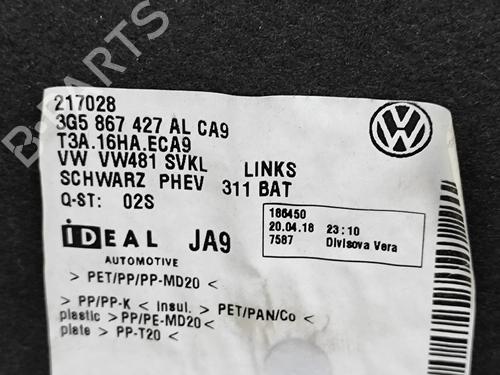 B-PARTS
217028
3G5 867 427 AL CA9
T3A.16HA.ECA9
VW VW481 SVKL LINKS
SCHWARZ PHEV 311 BAT
Q-ST: 02S
186450
20.04.18 23:10
7587 Divisova Vera
iDEAL JA9
AUTOMOTIVE
> PET/PP/PP-MD20 <
> PP/PP-K < insul. > PET/PAN/Co <
plastic > PP/PE-MD20 <
plate > PP-T20 <